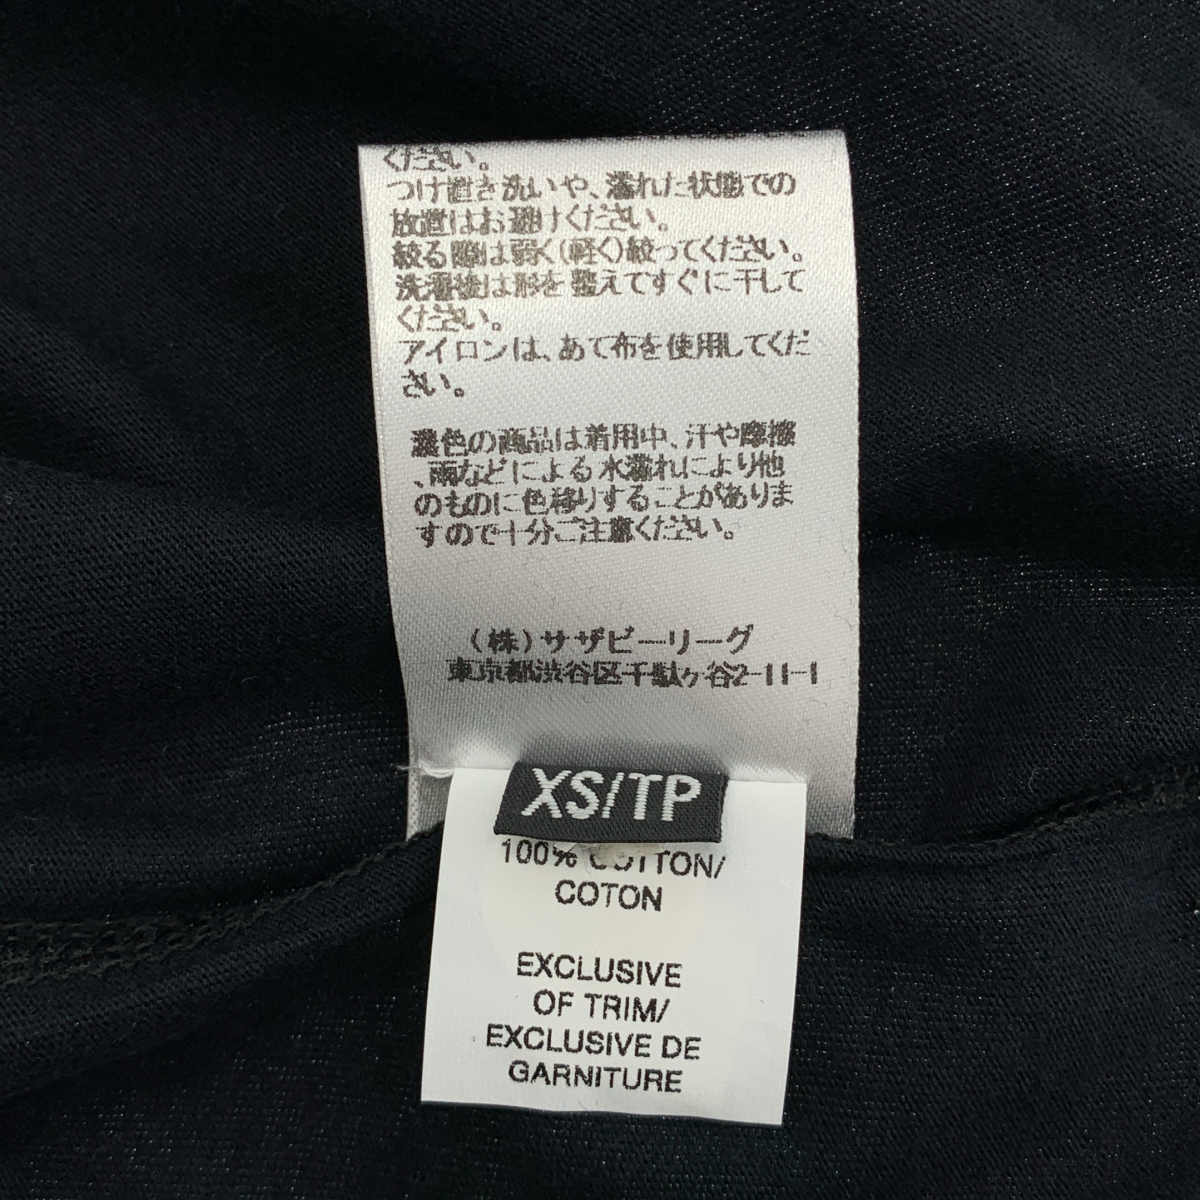 ください。
つけ置き洗いや、濡れた状態での
放置はお避けください。
絞る際は弱く(軽く)絞ってください。
洗濯後は形を整えてすぐに干して
ください。
アイロンは、あて布を使用してくだ
さい。
濃色の商品は着用中、汗や摩擦
、雨などによる水濡れにより他
のものに色移りすることがありま
すので十分ご注意ください。
(株)サザビーリーグ
東京都渋谷区千駄ヶ谷2-11-1
XS/TP
100% COTTON/
COTON
EXCLUSIVE
OF TRIM/
EXCLUSIVE DE
GARNITURE